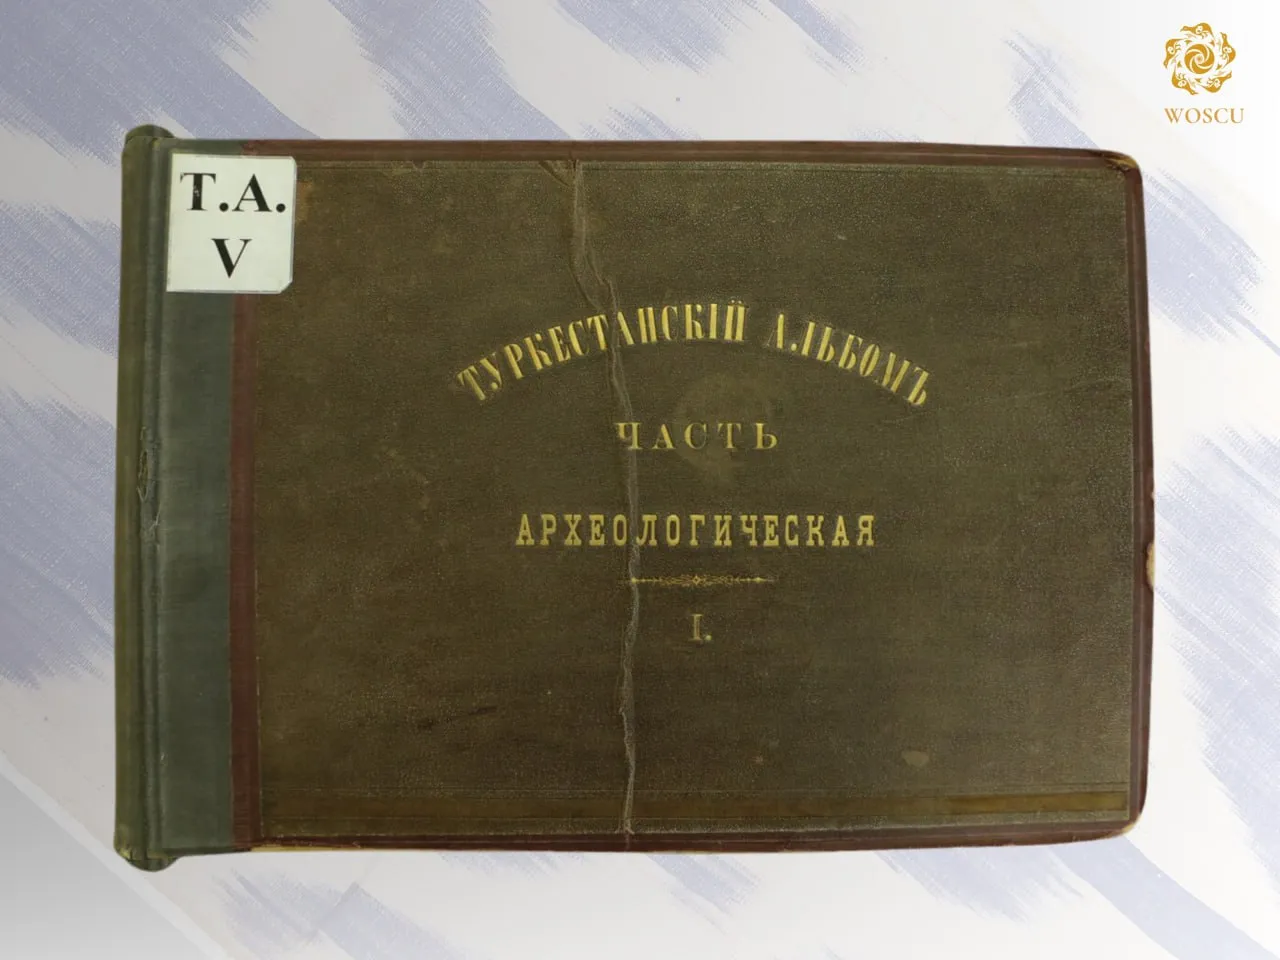 WOSCU
Т.А.
V
ТУРКЕСТАНСКІЙ АЛЬБОМЪ
ЧАСТЬ
АРХЕОЛОГИЧЕСКАЯ
I.